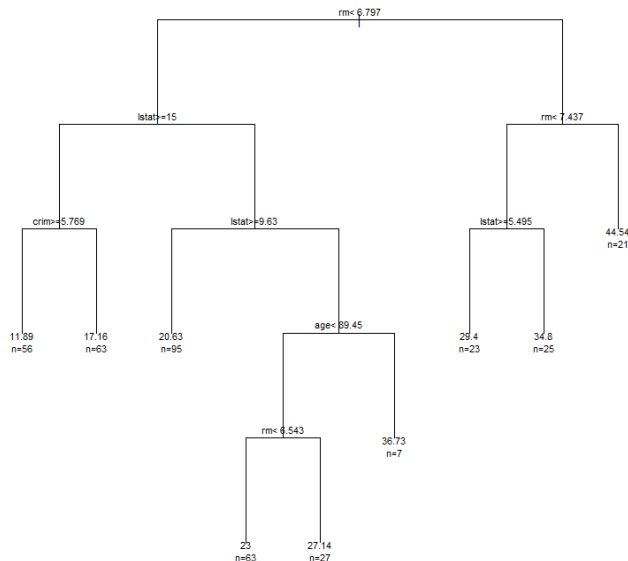 rm< 6.797
lstat>=15
rm< 7.437
crim>=5.769
lstat>=9.63
lstat>=5.495
44.54
n=21
11.89
n=56
17.16
n=63
20.63
n=95
age< 89.45
29.4
n=23
34.8
n=25
rm< 6.543
36.73
n=7
23
n=63
27.14
n=27